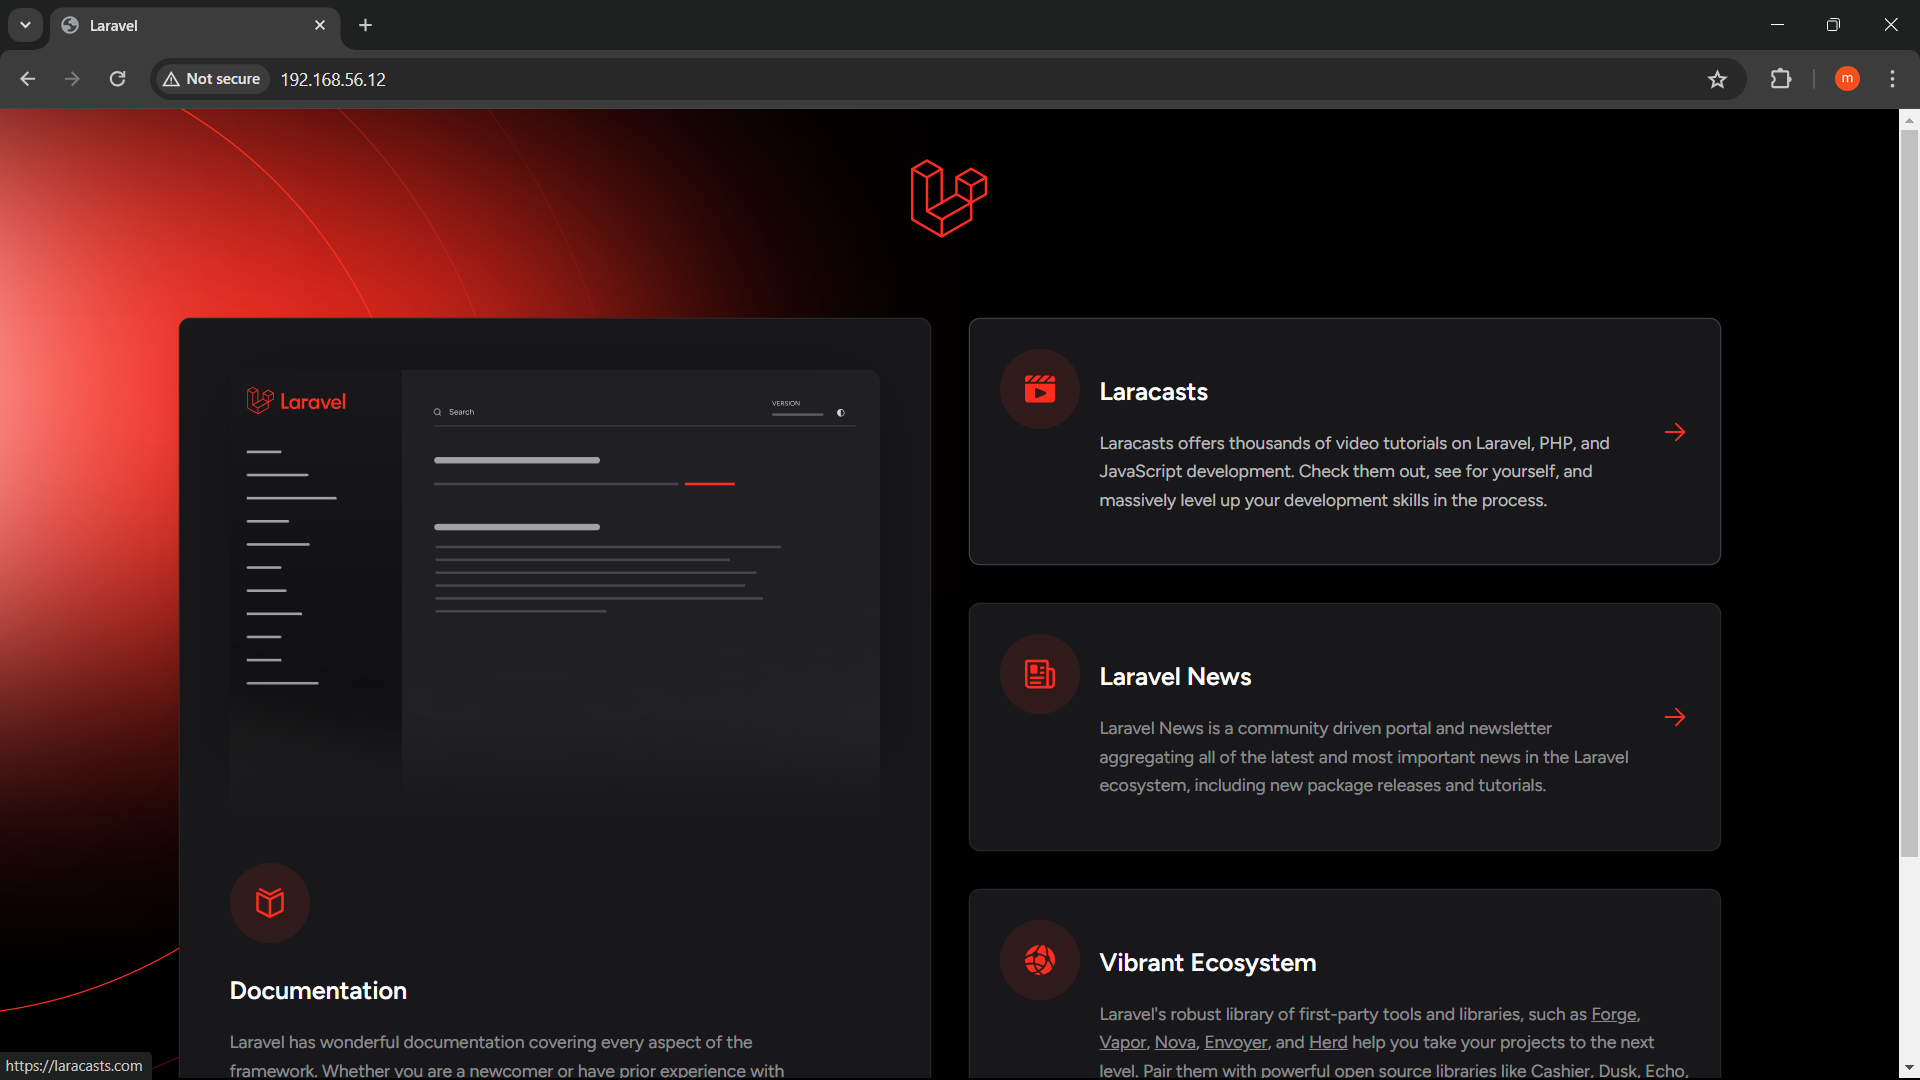 Laravel
Not secure
192.168.56.12
m
Laravel
Search
VERSION
Documentation
Laravel has wonderful documentation covering every aspect of the
framework. Whether you are a newcomer or have prior experience with
Laracasts
Laracasts offers thousands of video tutorials on Laravel, PHP, and
JavaScript development. Check them out, see for yourself, and
massively level up your development skills in the process.
Laravel News
Laravel News is a community driven portal and newsletter
aggregating all of the latest and most important news in the Laravel
ecosystem, including new package releases and tutorials.
Vibrant Ecosystem
Laravel's robust library of first-party tools and libraries, such as Forge,
Vapor, Nova, Envoyer, and Herd help you take your projects to the next
level. Pair them with powerful open source libraries like Cashier, Dusk, Echo,
https://laracasts.com